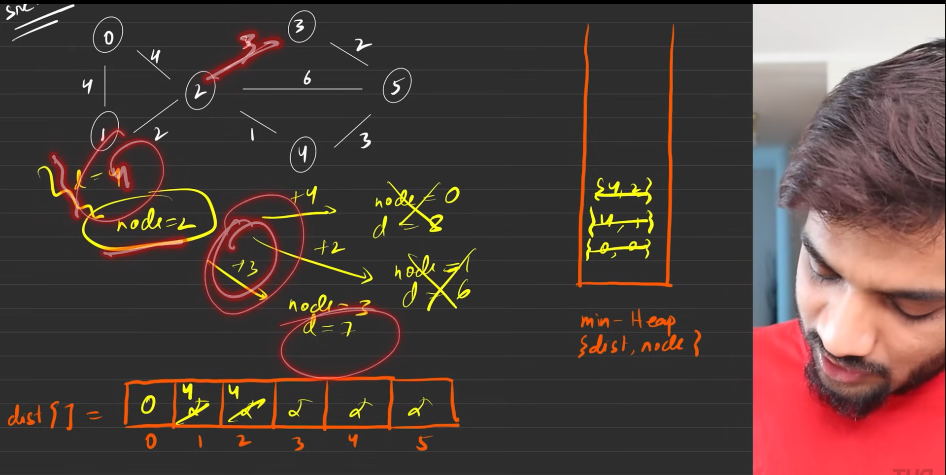 Src
0
3
4
3
2
4
2
6
5
1
2
1
3
4
d = 4
node=2
+4
node = 0
d = 8
+2
node = 1
d = 6
+3
node = 3
d = 7
{4,2}
{4,1}
{0,0}
min-Heap
{dist, node}
dist[] =
0
4 ∞
4 ∞
∞
∞
∞
0 1 2 3 4 5